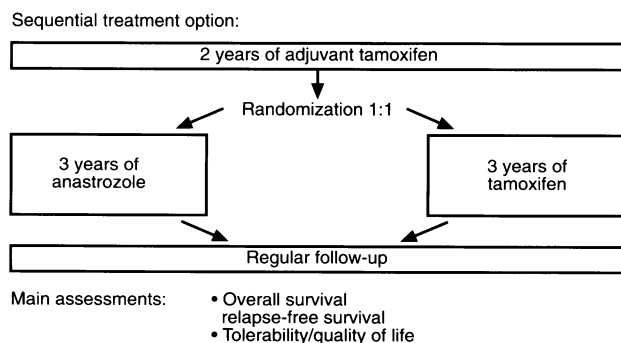 Sequential treatment option:
2 years of adjuvant tamoxifen
Randomization 1:1
3 years of
anastrozole
3 years of
tamoxifen
Regular follow-up
Main assessments:
• Overall survival
relapse-free survival
• Tolerability/quality of life